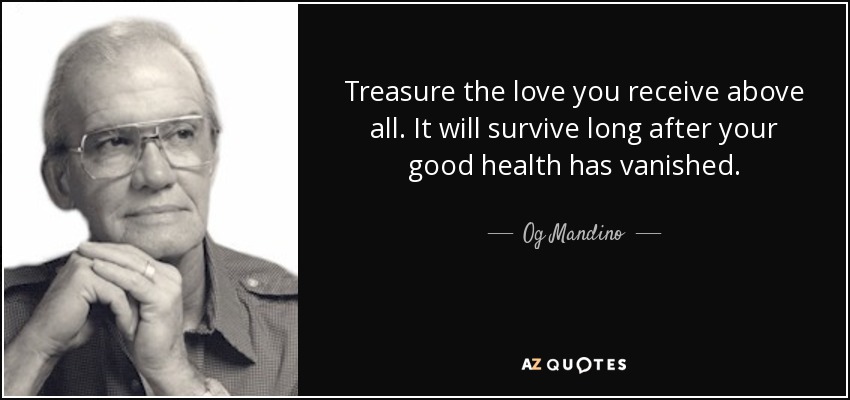 Treasure the love you receive above
all. It will survive long after your
good health has vanished.
Og Mandino
AZ QUOTES